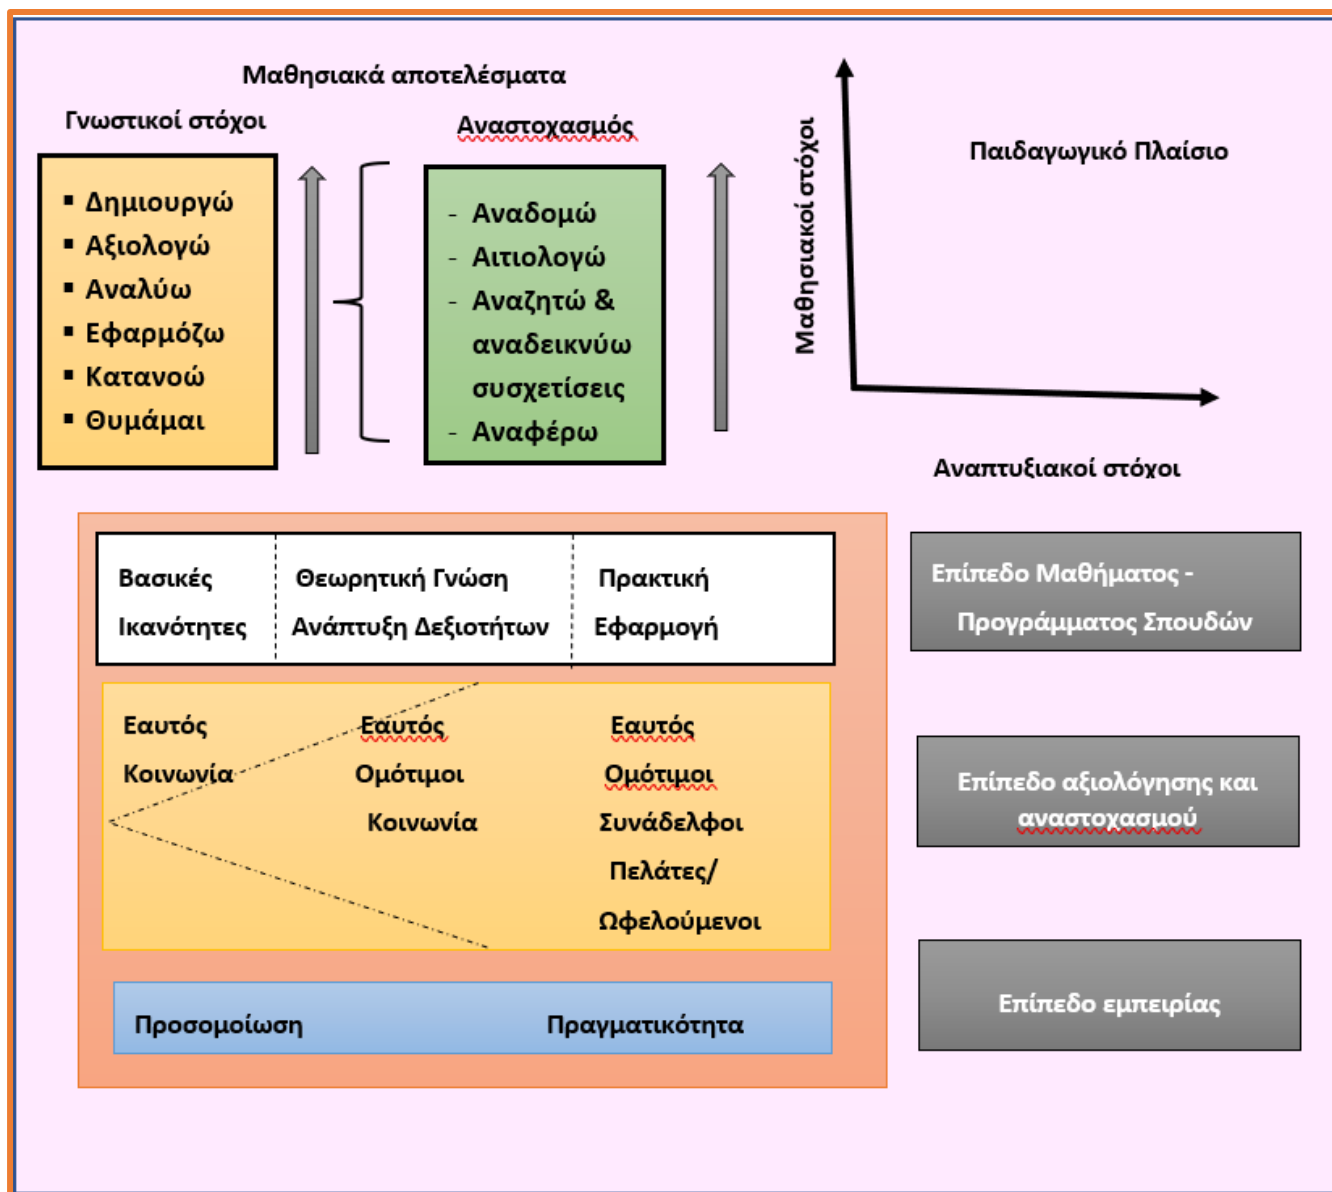 Μαθησιακά αποτελέσματα
Γνωστικοί στόχοι
Αναστοχασμός
▪ Δημιουργώ
▪ Αξιολογώ
▪ Αναλύω
▪ Εφαρμόζω
▪ Κατανοώ
▪ Θυμάμαι
- Αναδομώ
- Αιτιολογώ
- Αναζητώ &
αναδεικνύω
συσχετίσεις
- Αναφέρω
Μαθησιακοί στόχοι
Παιδαγωγικό Πλαίσιο
Αναπτυξιακοί στόχοι
Βασικές
Ικανότητες
Θεωρητική Γνώση
Ανάπτυξη Δεξιοτήτων
Πρακτική
Εφαρμογή
Επίπεδο Μαθήματος -
Προγράμματος Σπουδών
Εαυτός
Κοινωνία
Εαυτός
Ομότιμοι
Κοινωνία
Εαυτός
Ομότιμοι
Συνάδελφοι
Πελάτες/
Ωφελούμενοι
Επίπεδο αξιολόγησης και
αναστοχασμού
Προσομοίωση
Πραγματικότητα
Επίπεδο εμπειρίας